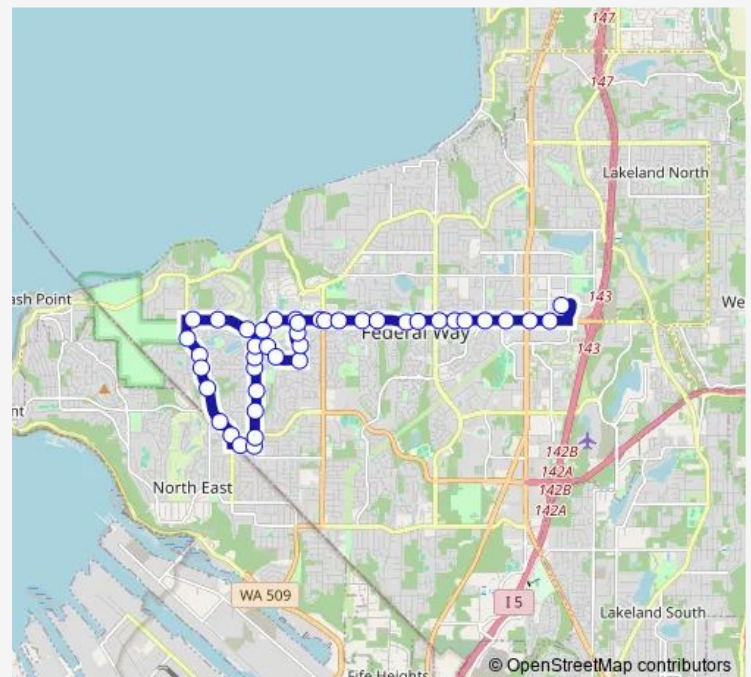 147
147
Lakeland North
ash Point
143
We
Federal Way
143
nt
142B
142A
142B
142A
North East
WA 509
I 5
Lakeland South
Fife Heights
© OpenStreetMap contributors